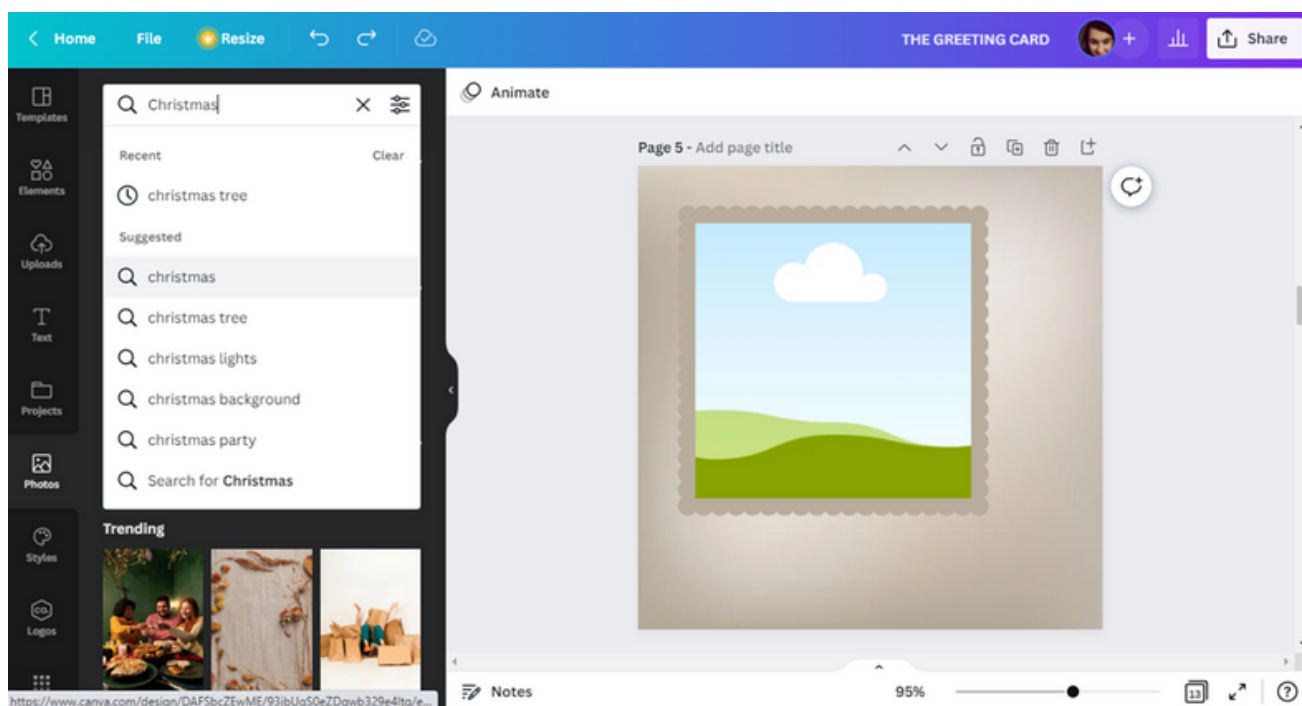 Home File Resize THE GREETING CARD + Share
Templates
Elements
Uploads
Text
Projects
Photos
Styles
CO.
Logos
Christmas
Recent Clear
christmas tree
Suggested
christmas
christmas tree
christmas lights
christmas background
christmas party
Search for Christmas
Trending
Animate
Page 5 - Add page title
Notes 95% 13 ?